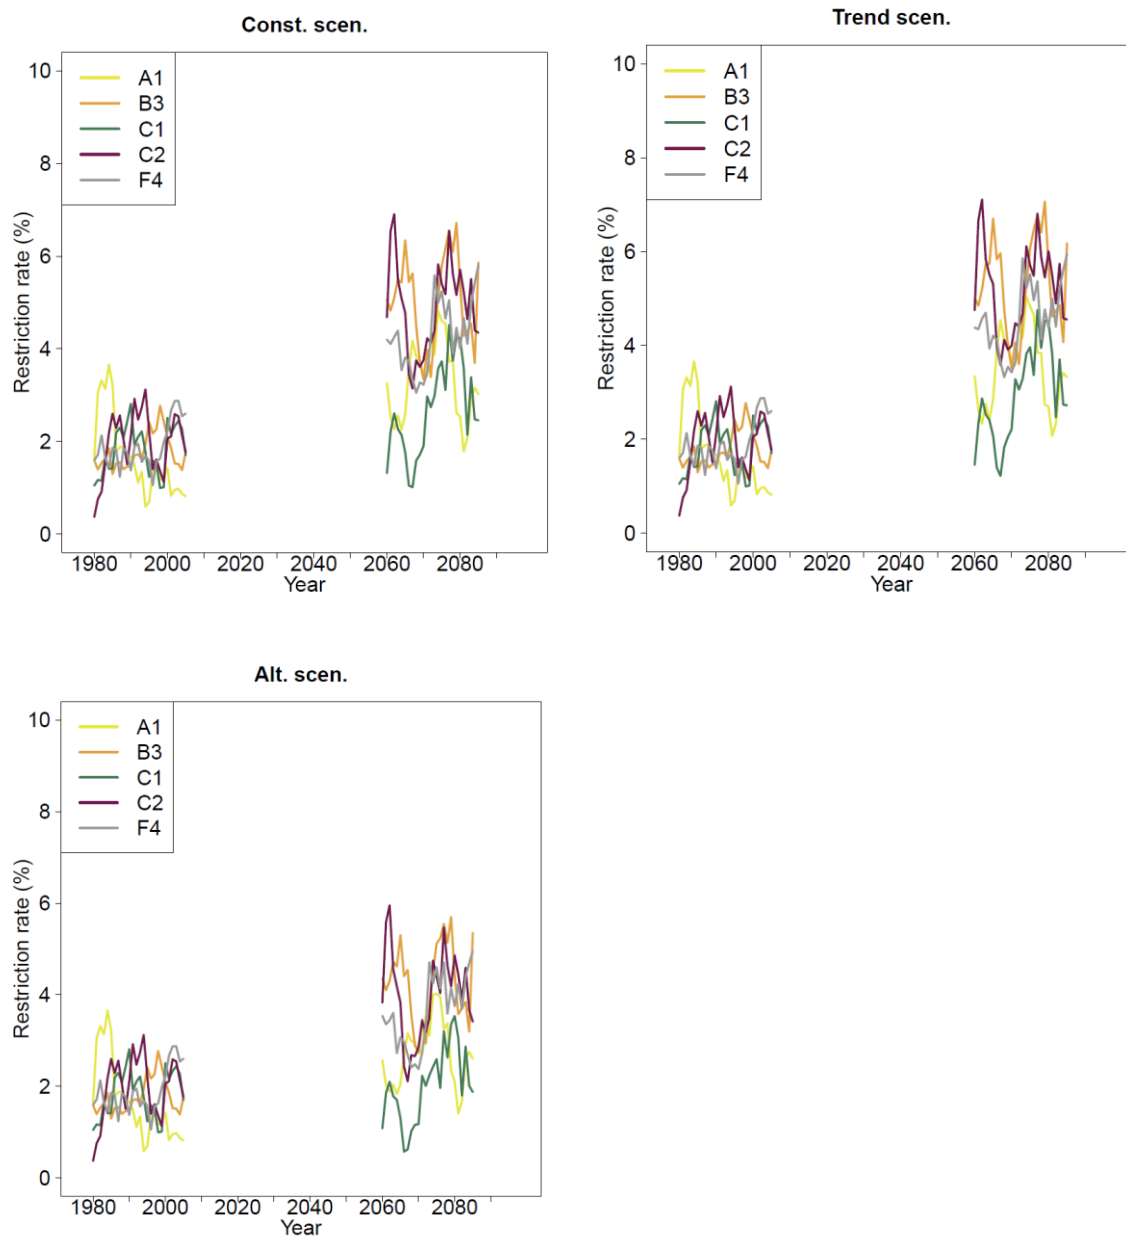 Const. scen.
Restriction rate (%)
10
8
6
4
2
0
A1
B3
C1
C2
F4
1980 2000 2020 2040 2060 2080
Year
Trend scen.
Restriction rate (%)
10
8
6
4
2
0
A1
B3
C1
C2
F4
1980 2000 2020 2040 2060 2080
Year
Alt. scen.
Restriction rate (%)
10
8
6
4
2
0
A1
B3
C1
C2
F4
1980 2000 2020 2040 2060 2080
Year